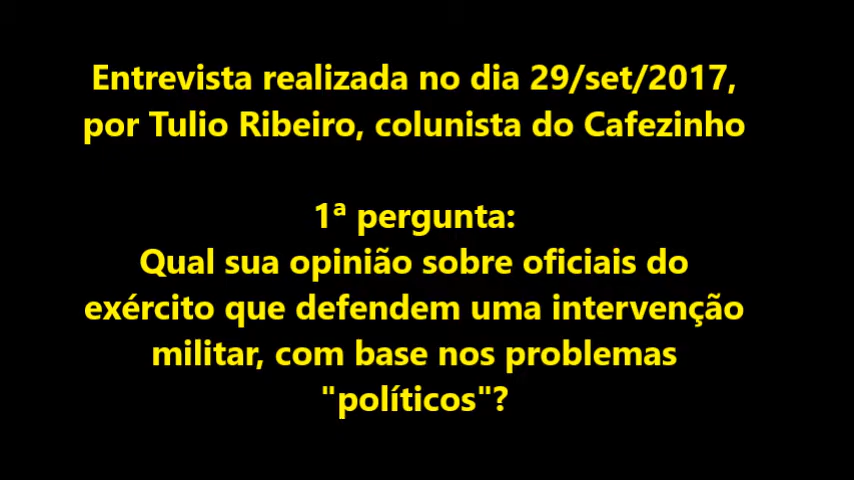 Entrevista realizada no dia 29/set/2017,
por Tulio Ribeiro, colunista do Cafezinho
1ª pergunta:
Qual sua opinião sobre oficiais do
exército que defendem uma intervenção
militar, com base nos problemas
"políticos"?